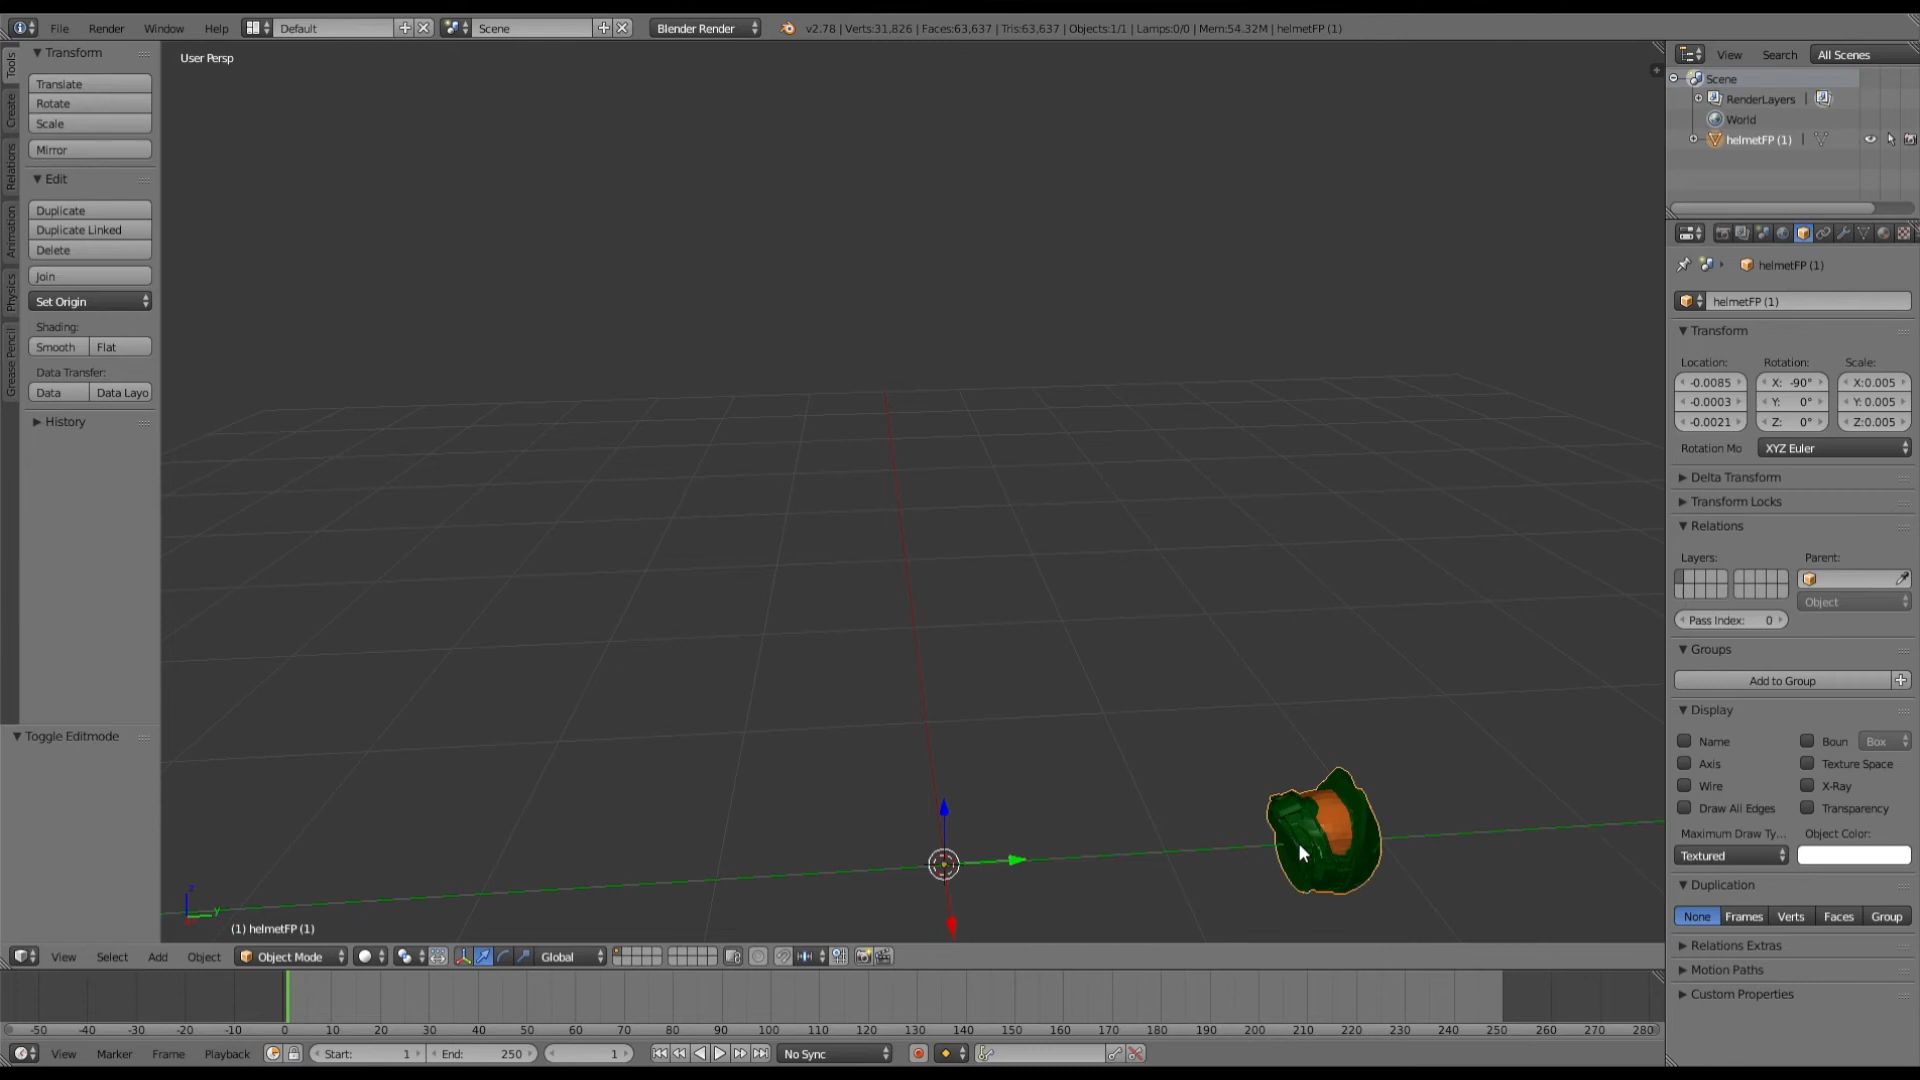 File Render Window Help Default Scene Blender Render v2.78 | Verts:31,826 | Faces:63,637 | Tris:63,637 | Objects:1/1 | Lamps:0/0 | Mem:54.32M | helmetFP (1)
Tools
Create
Relations
Animation
Physics
Grease Pencil
Transform
Translate
Rotate
Scale
Mirror
Edit
Duplicate
Duplicate Linked
Delete
Join
Set Origin
Shading:
Smooth Flat
Data Transfer:
Data Data Layo
History
Toggle Editmode
User Persp
z
y
(1) helmetFP (1)
View Select Add Object Object Mode Global
View Search All Scenes
Scene
RenderLayers |
World
helmetFP (1) |
helmetFP (1)
helmetFP (1)
Transform
Location: Rotation: Scale:
-0.0085 X: -90° X:0.005
-0.0003 Y: 0° Y: 0.005
-0.0021 Z: 0° Z:0.005
Rotation Mo XYZ Euler
Delta Transform
Transform Locks
Relations
Layers: Parent:
Object
Pass Index: 0
Groups
Add to Group
Display
Name Boun Box
Axis Texture Space
Wire X-Ray
Draw All Edges Transparency
Maximum Draw Ty... Object Color:
Textured
Duplication
None Frames Verts Faces Group
Relations Extras
Motion Paths
Custom Properties
-50 -40 -30 -20 -10 0 10 20 30 40 50 60 70 80 90 100 110 120 130 140 150 160 170 180 190 200 210 220 230 240 250 260 270 280
View Marker Frame Playback Start: 1 End: 250 1 No Sync